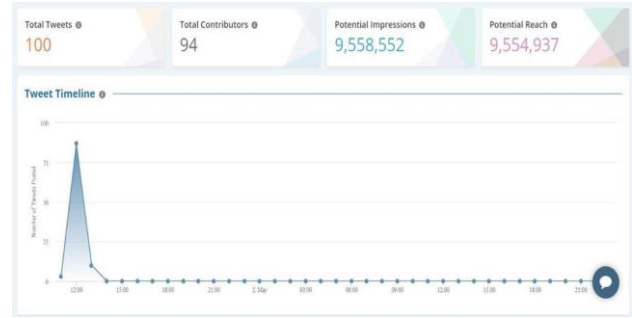 Total Tweets
100
Total Contributors
94
Potential Impressions
9,558,552
Potential Reach
9,554,937
Tweet Timeline
Number of Tweets Posted
100
75
50
25
0
12:00 15:00 18:00 21:00 2. May 03:00 06:00 09:00 12:00 15:00 18:00 21:00